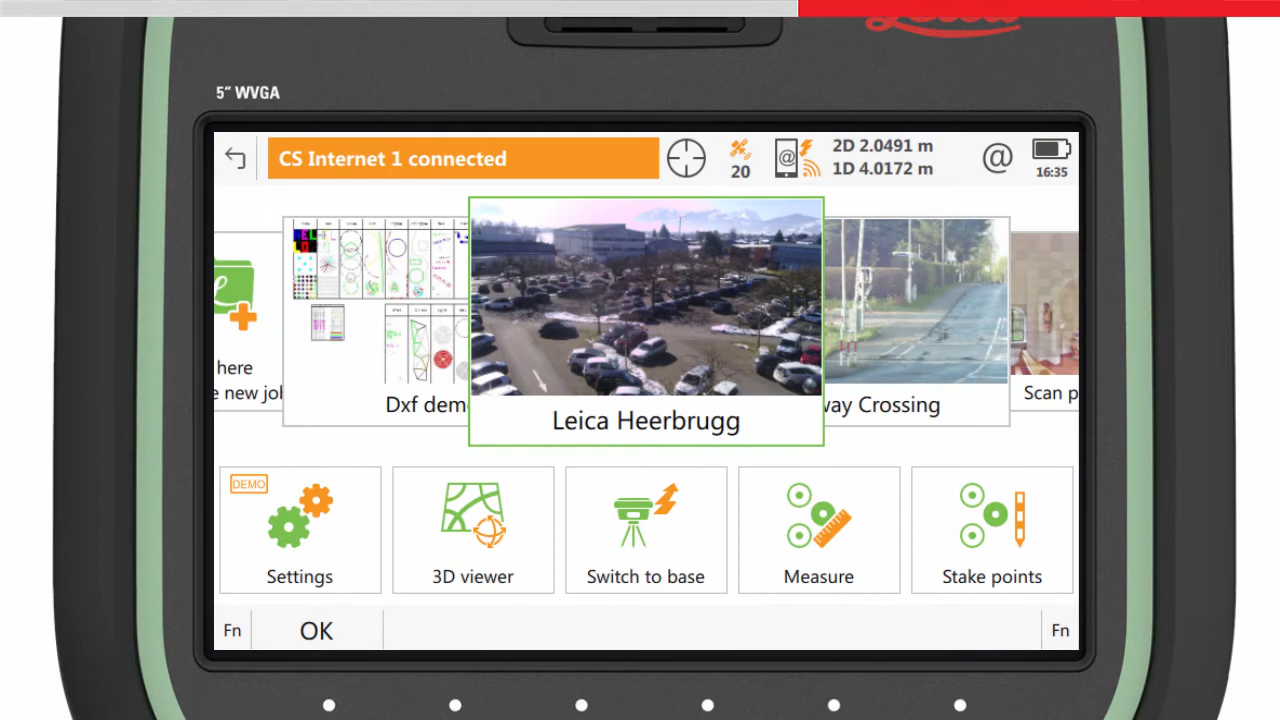 Leica
5“ WVGA
CS Internet 1 connected
20
@
2D 2.0491 m
1D 4.0172 m
@
16:35
here
e new jol
Dxf dem
Leica Heerbrugg
way Crossing
Scan p
DEMO
Settings
3D viewer
Switch to base
Measure
Stake points
Fn
OK
Fn